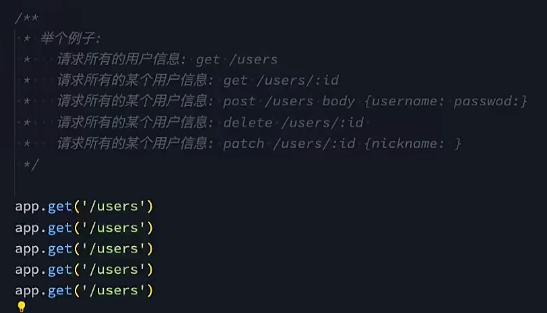 /**
* 举个例子:
* 请求所有的用户信息: get /users
* 请求所有的某个用户信息: get /users/:id
* 请求所有的某个用户信息: post /users body {username: passwod:}
* 请求所有的某个用户信息: delete /users/:id
* 请求所有的某个用户信息: patch /users/:id {nickname: }
*/
app.get('/users')
app.get('/users')
app.get('/users')
app.get('/users')
app.get('/users')